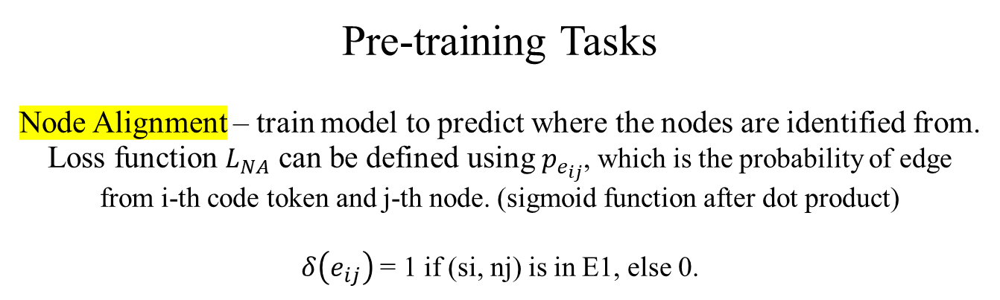 Pre-training Tasks
Node Alignment – train model to predict where the nodes are identified from.
Loss function $L_{NA}$ can be defined using $p_{e_{ij}}$, which is the probability of edge
from i-th code token and j-th node. (sigmoid function after dot product)
$\delta(e_{ij})$ = 1 if (si, nj) is in E1, else 0.